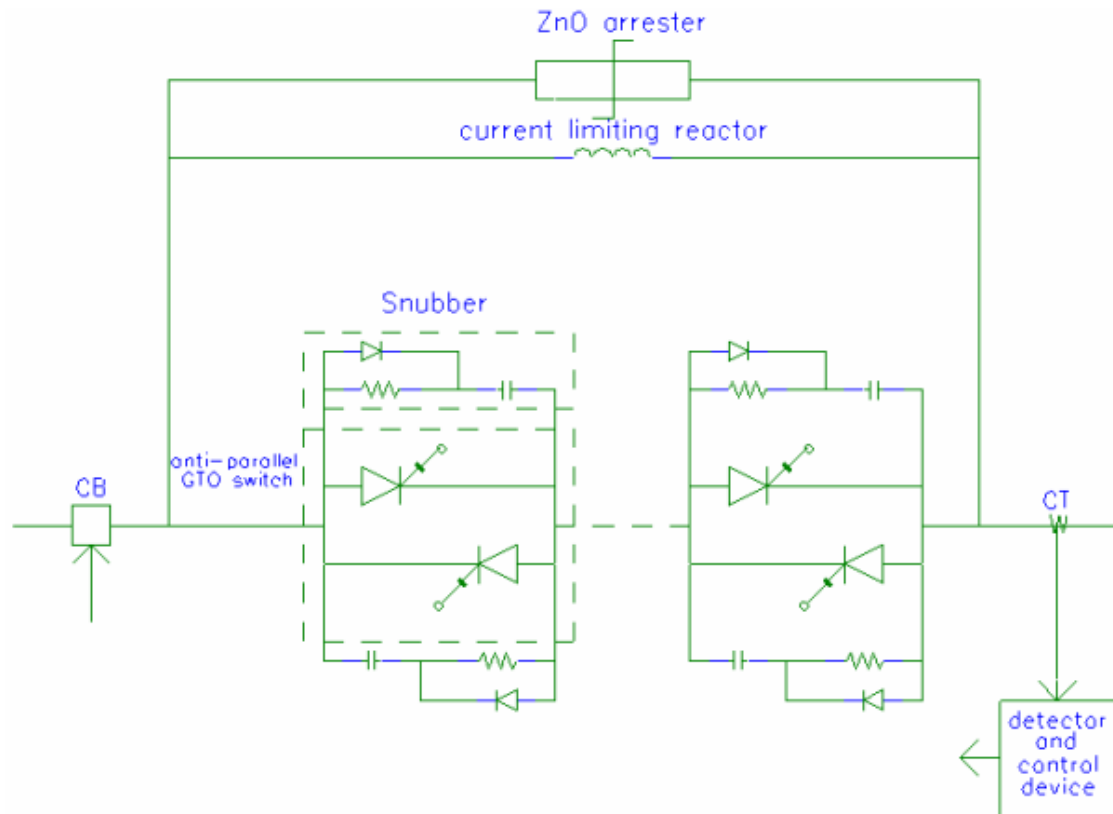 ZnO arrester
current limiting reactor
Snubber
anti-parallel
GTO switch
CB
CT
detector
and
control
device